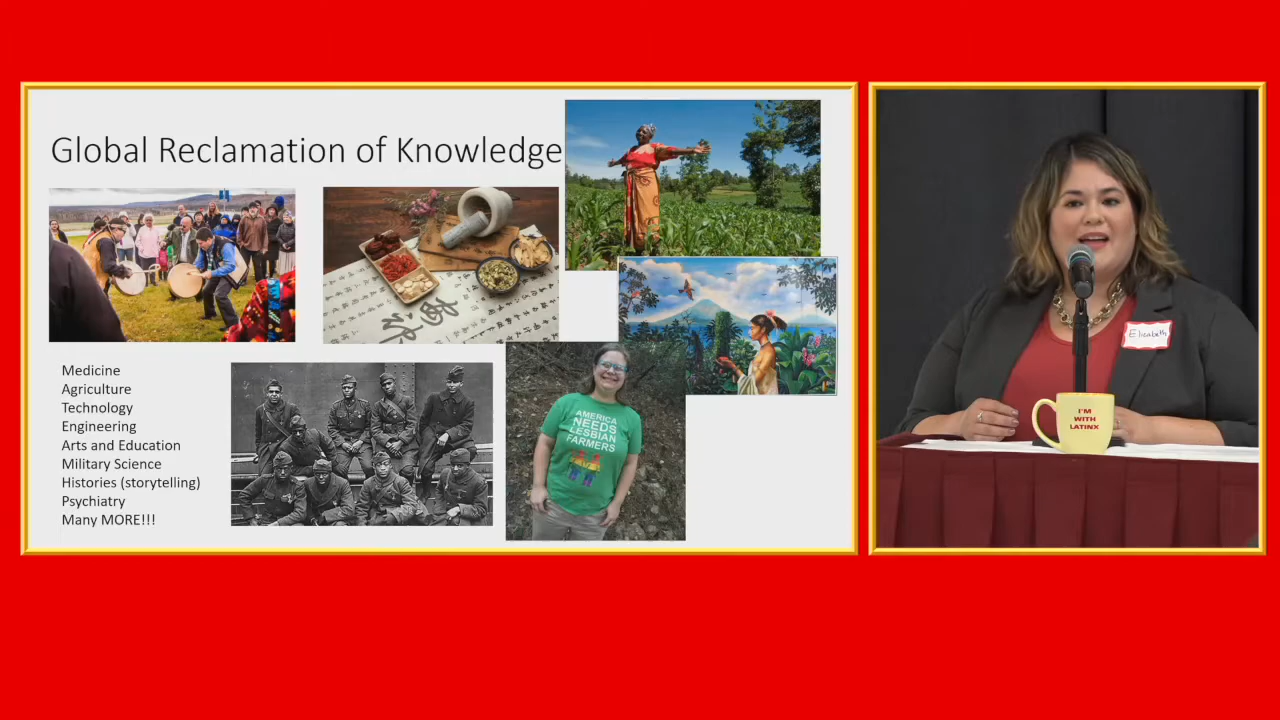 Global Reclamation of Knowledge
Medicine
Agriculture
Technology
Engineering
Arts and Education
Military Science
Histories (storytelling)
Psychiatry
Many MORE!!!
AMERICA
NEEDS
LESBIAN
FARMERS
Elizabeth
I'M
WITH
LATINX